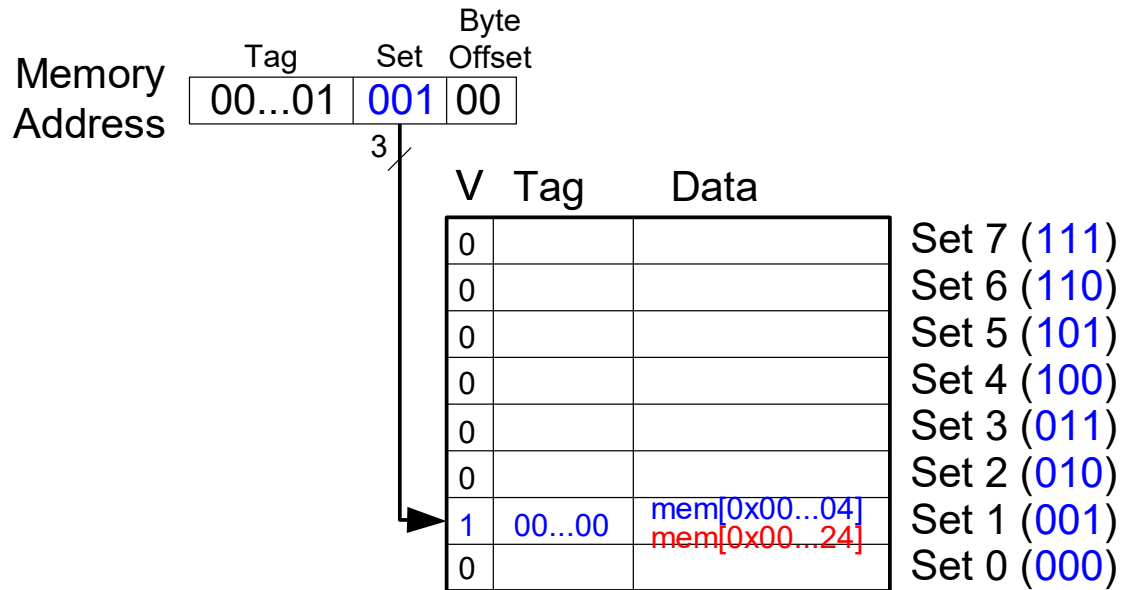 Byte
Tag Set Offset
Memory Address
00...01 001 00
3
V Tag Data
0 Set 7 (111)
0 Set 6 (110)
0 Set 5 (101)
0 Set 4 (100)
0 Set 3 (011)
0 Set 2 (010)
1 00...00 mem[0x00...04] Set 1 (001)
mem[0x00...24]
0 Set 0 (000)